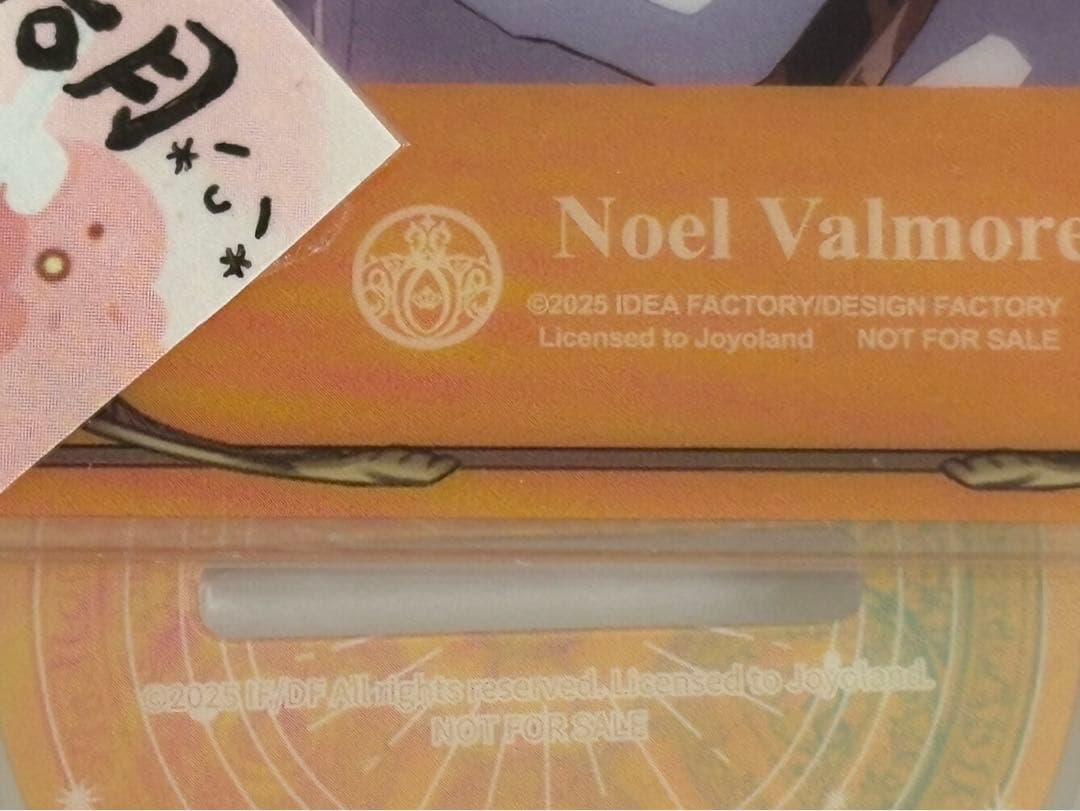 Noel Valmore
©2025 IDEA FACTORY/DESIGN FACTORY
Licensed to Joyoland NOT FOR SALE
©2025 IF/DF All rights reserved. Licensed to Joyoland.
NOT FOR SALE